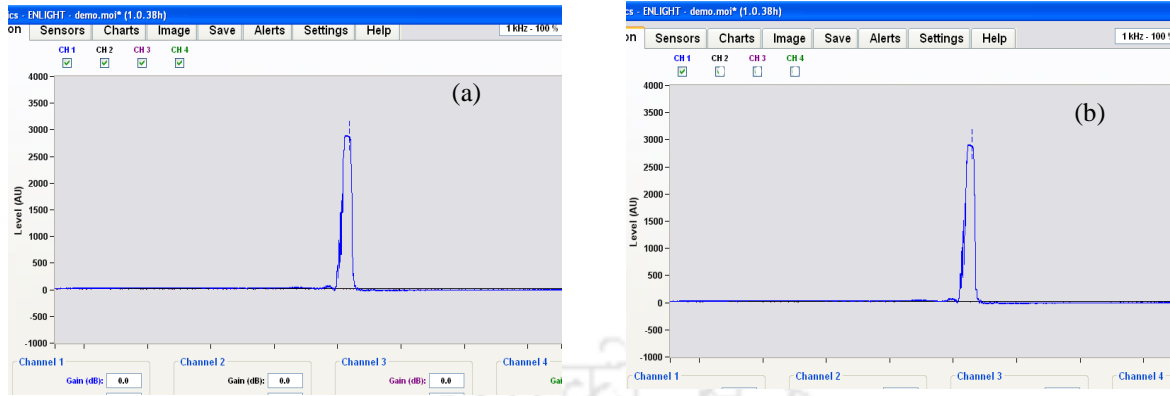 cs - ENLIGHT - demo.moi* (1.0.38h)
on Sensors Charts Image Save Alerts Settings Help 1 kHz - 100 %
CH 1 CH 2 CH 3 CH 4
(a)
4000
3500
3000
2500
2000
1500
1000
500
0
-500
-1000
Level (AU)
Channel 1 Channel 2 Channel 3 Channel 4
Gain (dB): 0.0 Gain (dB): 0.0 Gain (dB): 0.0 Gai
ics - ENLIGHT - demo.moi* (1.0.38h)
on Sensors Charts Image Save Alerts Settings Help 1 kHz - 100 %
CH 1 CH 2 CH 3 CH 4
(b)
4000
3500
3000
2500
2000
1500
1000
500
0
-500
-1000
Level (AU)
Channel 1 Channel 2 Channel 3 Channel 4